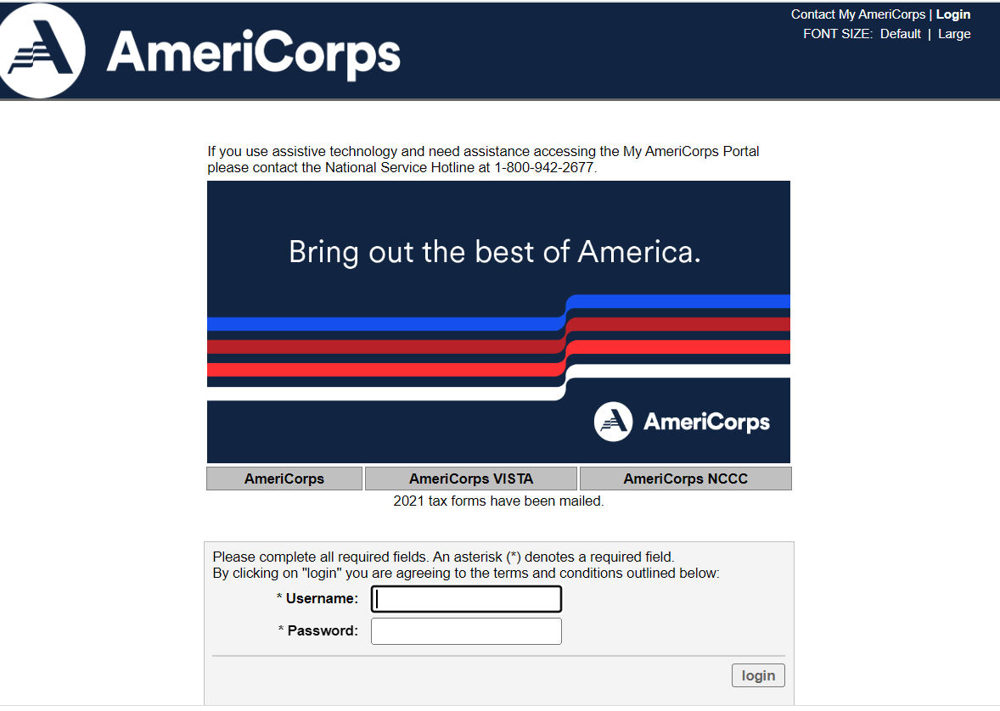 AmeriCorps
Contact My AmeriCorps | Login
FONT SIZE: Default | Large
If you use assistive technology and need assistance accessing the My AmeriCorps Portal
please contact the National Service Hotline at 1-800-942-2677.
Bring out the best of America.
AmeriCorps
AmeriCorps AmeriCorps VISTA AmeriCorps NCCC
2021 tax forms have been mailed.
Please complete all required fields. An asterisk (*) denotes a required field.
By clicking on "login" you are agreeing to the terms and conditions outlined below:
* Username:
* Password:
login